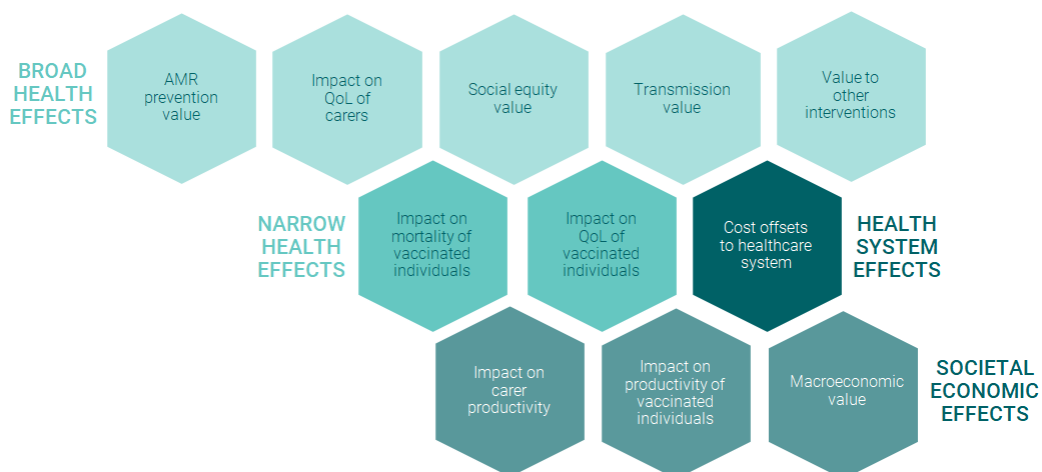 BROAD
HEALTH
EFFECTS
AMR
prevention
value
Impact on
QoL of
carers
Social equity
value
Transmission
value
Value to
other
interventions
NARROW
HEALTH
EFFECTS
Impact on
mortality of
vaccinated
individuals
Impact on
QoL of
vaccinated
individuals
Cost offsets
to healthcare
system
HEALTH
SYSTEM
EFFECTS
Impact on
carer
productivity
Impact on
productivity of
vaccinated
individuals
Macroeconomic
value
SOCIETAL
ECONOMIC
EFFECTS